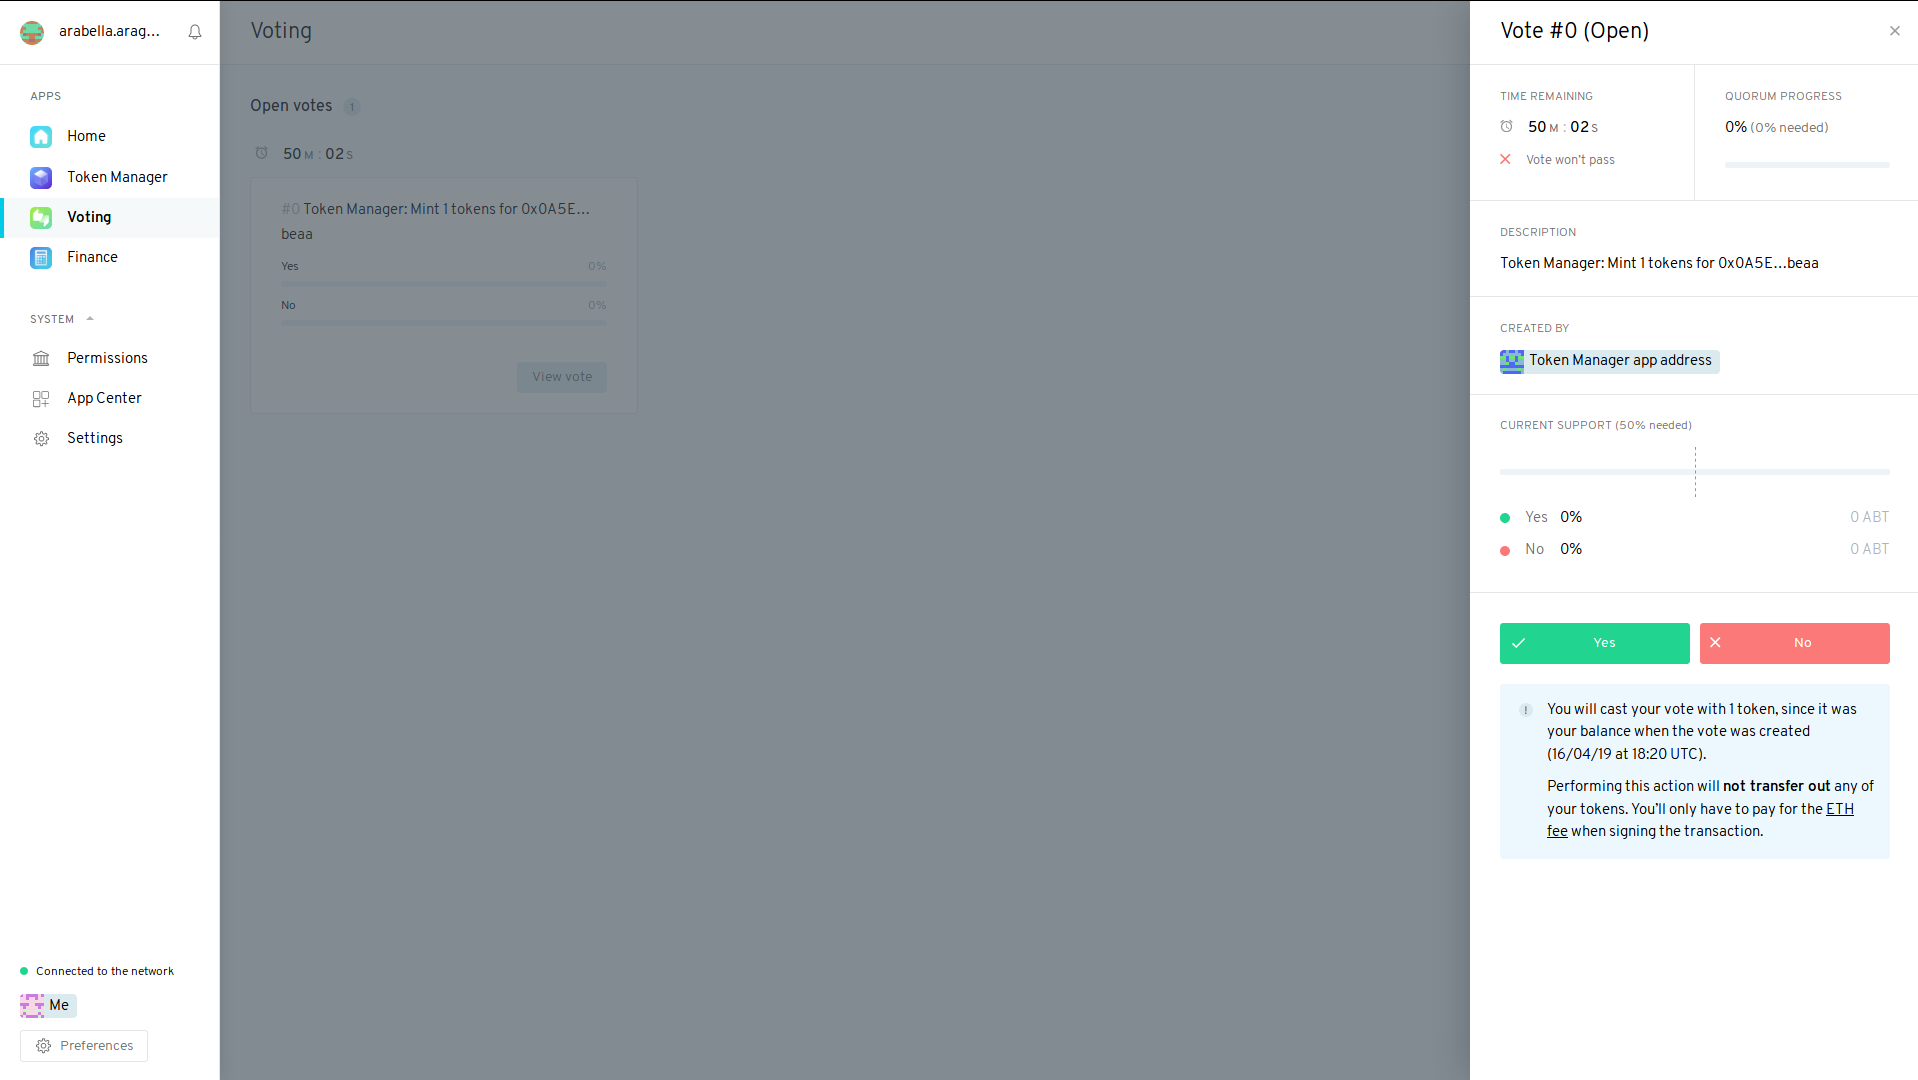 arabella.arag...
APPS
Home
Token Manager
Voting
Finance
SYSTEM
Permissions
App Center
Settings
Connected to the network
Me
Preferences
Voting
Open votes 1
50 M : 02 S
#0 Token Manager: Mint 1 tokens for 0x0A5E...
beaa
Yes 0%
No 0%
View vote
Vote #0 (Open)
TIME REMAINING
50 M : 02 S
Vote won't pass
QUORUM PROGRESS
0% (0% needed)
DESCRIPTION
Token Manager: Mint 1 tokens for 0x0A5E...beaa
CREATED BY
Token Manager app address
CURRENT SUPPORT (50% needed)
Yes 0% 0 ABT
No 0% 0 ABT
Yes
No
You will cast your vote with 1 token, since it was
your balance when the vote was created
(16/04/19 at 18:20 UTC).
Performing this action will not transfer out any of
your tokens. You'll only have to pay for the ETH
fee when signing the transaction.